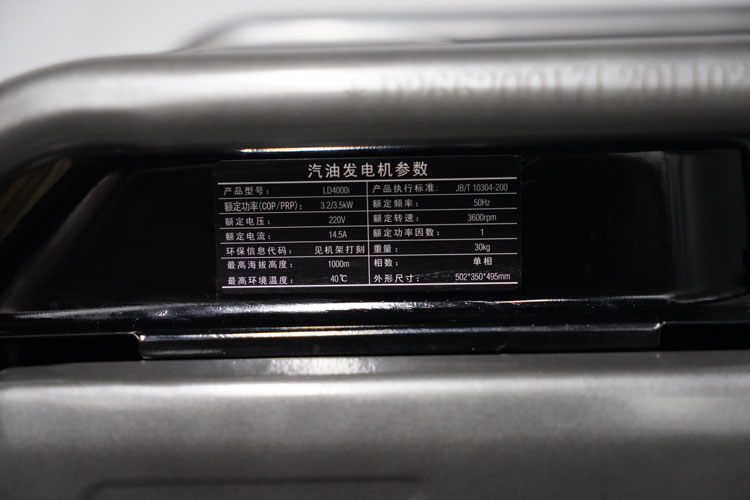 汽油发电机参数
产品型号： LD4000i 产品执行标准： JB/T 10304-200
额定功率(COP/PRP)： 3.2/3.5kW 额定频率： 50Hz
额定电压： 220V 额定转速： 3600rpm
额定电流： 14.5A 额定功率因数： 1
环保信息代码： 见机架打刻 重量： 30kg
最高海拔高度： 1000m 相数： 单相
最高环境温度： 40℃ 外形尺寸： 502*350*495mm